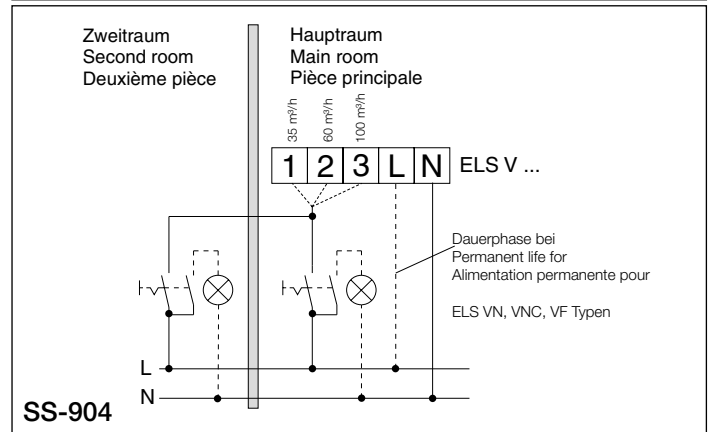 Zweitraum
Second room
Deuxième pièce
Hauptraum
Main room
Pièce principale
35 m³/h
60 m³/h
100 m³/h
1 2 3 L N ELS V ...
Dauerphase bei
Permanent life for
Alimentation permanente pour
ELS VN, VNC, VF Typen
L
N
SS-904